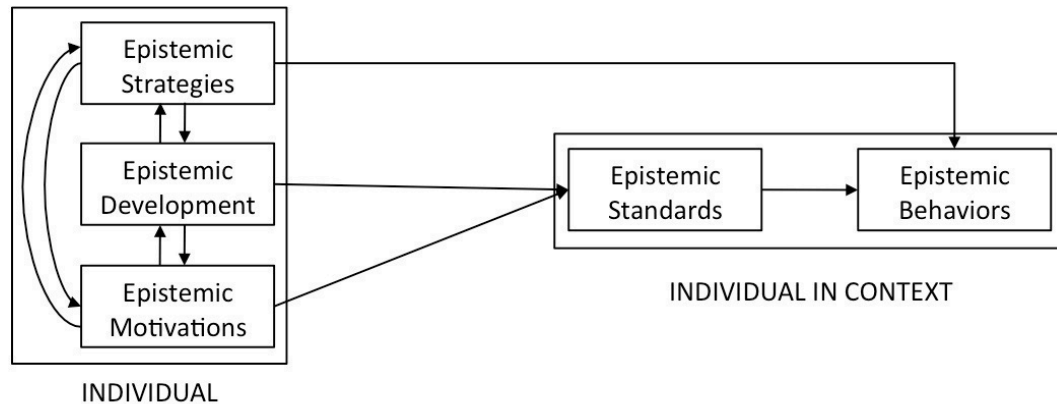 Epistemic
Strategies
Epistemic
Development
Epistemic
Motivations
INDIVIDUAL
Epistemic
Standards
Epistemic
Behaviors
INDIVIDUAL IN CONTEXT